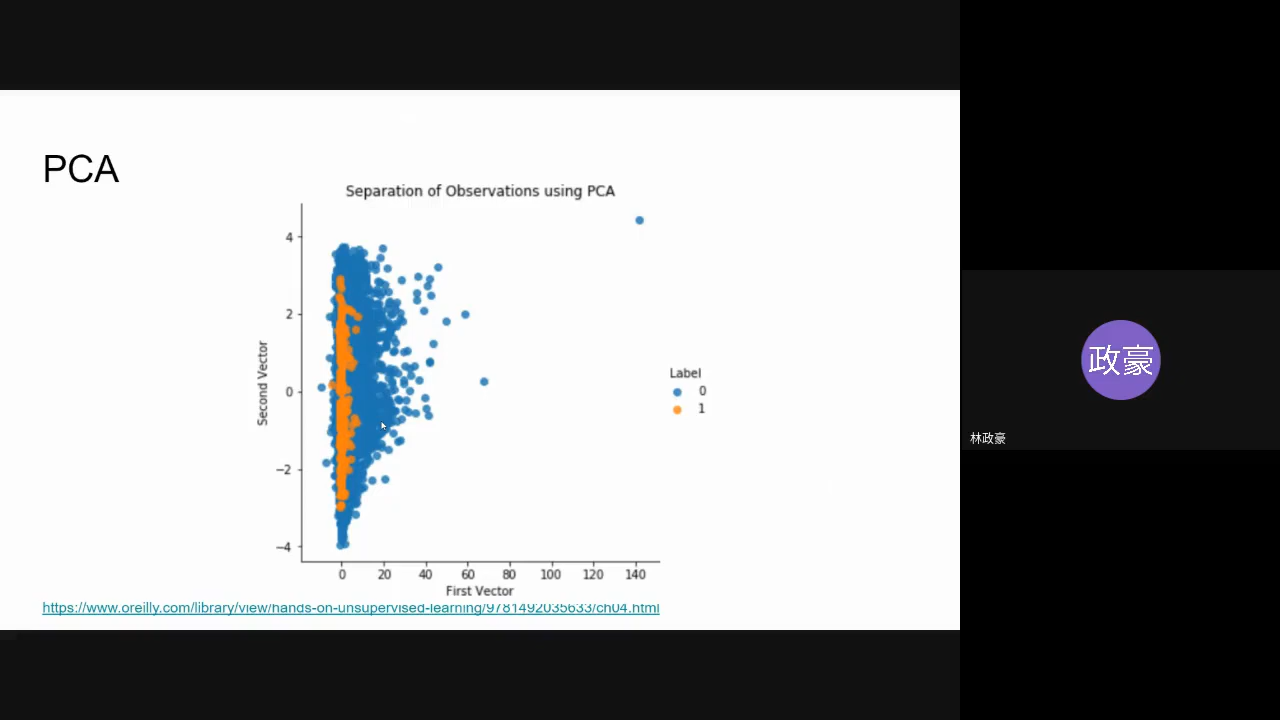 PCA
Separation of Observations using PCA
4
2
0
−2
−4
Second Vector
0 20 40 60 80 100 120 140
First Vector
Label
0
1
https://www.oreilly.com/library/view/hands-on-unsupervised-learning/9781492035633/ch04.html
政豪
林政豪